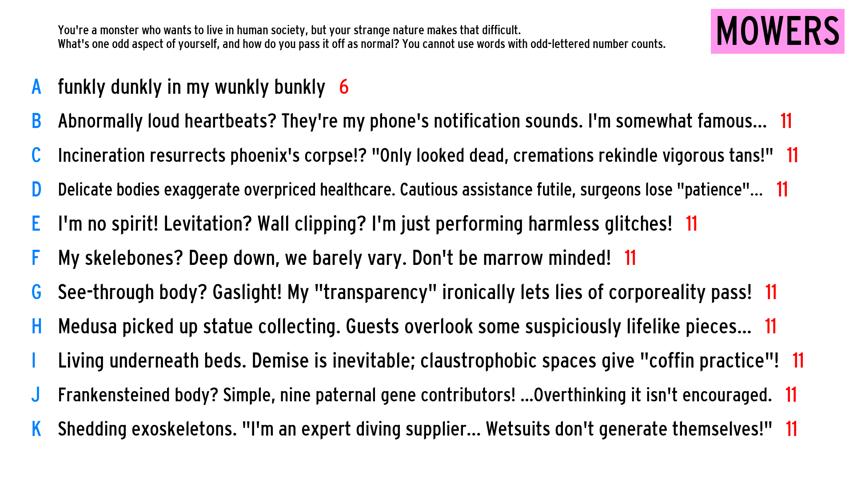 You're a monster who wants to live in human society, but your strange nature makes that difficult.
What's one odd aspect of yourself, and how do you pass it off as normal? You cannot use words with odd-lettered number counts.
MOWERS
A funkly dunkly in my wunkly bunkly 6
B Abnormally loud heartbeats? They're my phone's notification sounds. I'm somewhat famous... 11
C Incineration resurrects phoenix's corpse!? "Only looked dead, cremations rekindle vigorous tans!" 11
D Delicate bodies exaggerate overpriced healthcare. Cautious assistance futile, surgeons lose "patience"... 11
E I'm no spirit! Levitation? Wall clipping? I'm just performing harmless glitches! 11
F My skelebones? Deep down, we barely vary. Don't be marrow minded! 11
G See-through body? Gaslight! My "transparency" ironically lets lies of corporeality pass! 11
H Medusa picked up statue collecting. Guests overlook some suspiciously lifelike pieces... 11
I Living underneath beds. Demise is inevitable; claustrophobic spaces give "coffin practice"! 11
J Frankensteined body? Simple, nine paternal gene contributors! ...Overthinking it isn't encouraged. 11
K Shedding exoskeletons. "I'm an expert diving supplier... Wetsuits don't generate themselves!" 11